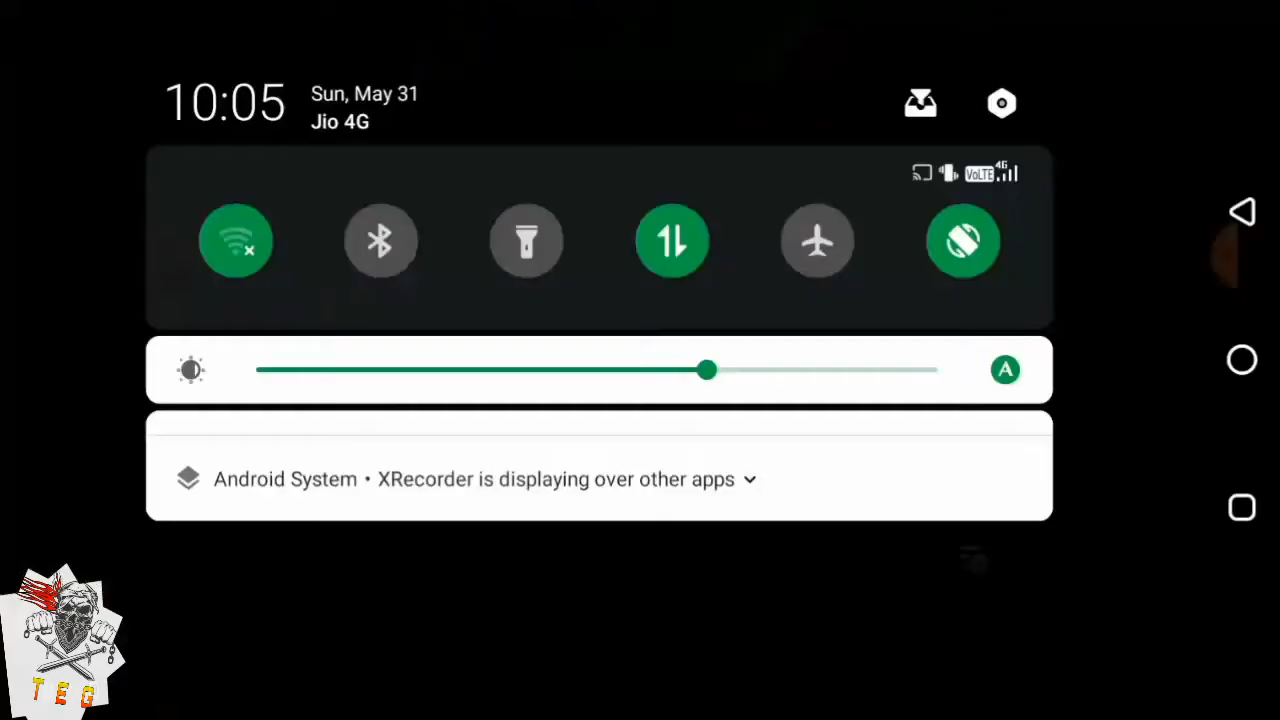 10:05
Sun, May 31
Jio 4G
VoLTE 4G
A
Android System • XRecorder is displaying over other apps
TEG